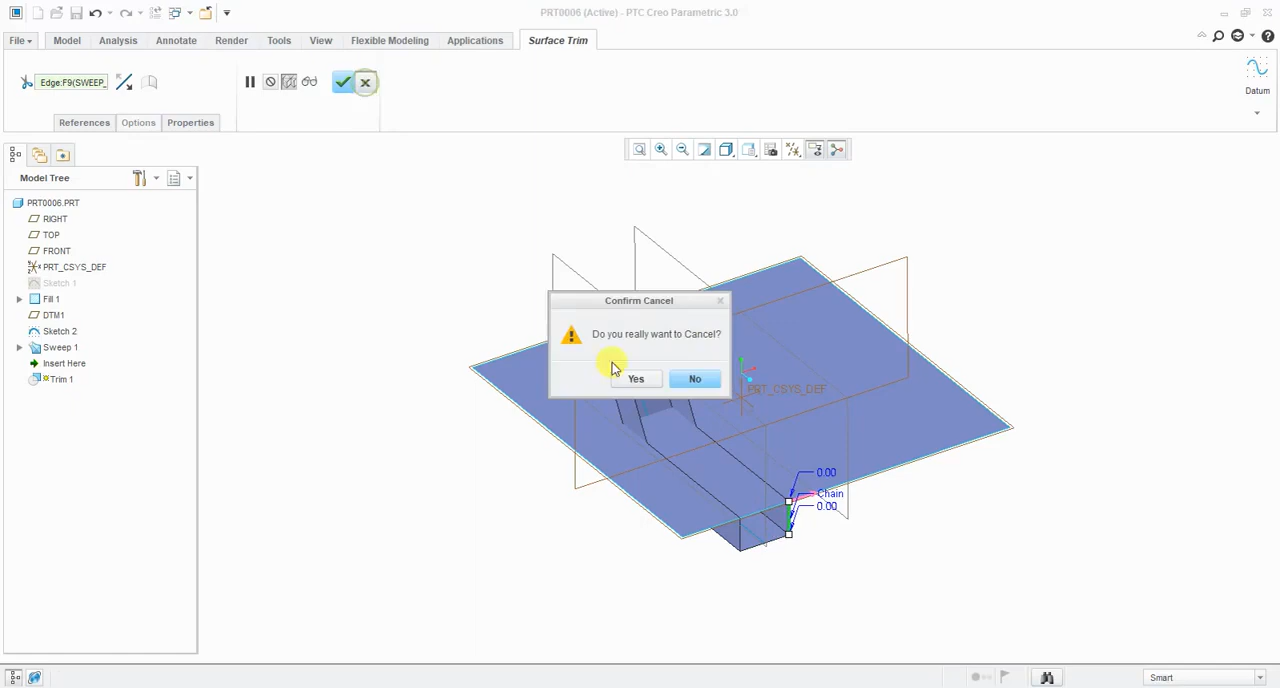 PRT0006 (Active) - PTC Creo Parametric 3.0
File Model Analysis Annotate Render Tools View Flexible Modeling Applications Surface Trim
Edge:F9(SWEEP_
Datum
References Options Properties
Model Tree
PRT0006.PRT
RIGHT
TOP
FRONT
PRT_CSYS_DEF
Sketch 1
Fill 1
DTM1
Sketch 2
Sweep 1
Insert Here
Trim 1
Confirm Cancel
Do you really want to Cancel?
Yes No
PRT_CSYS_DEF
0.00
Chain
0.00
Smart